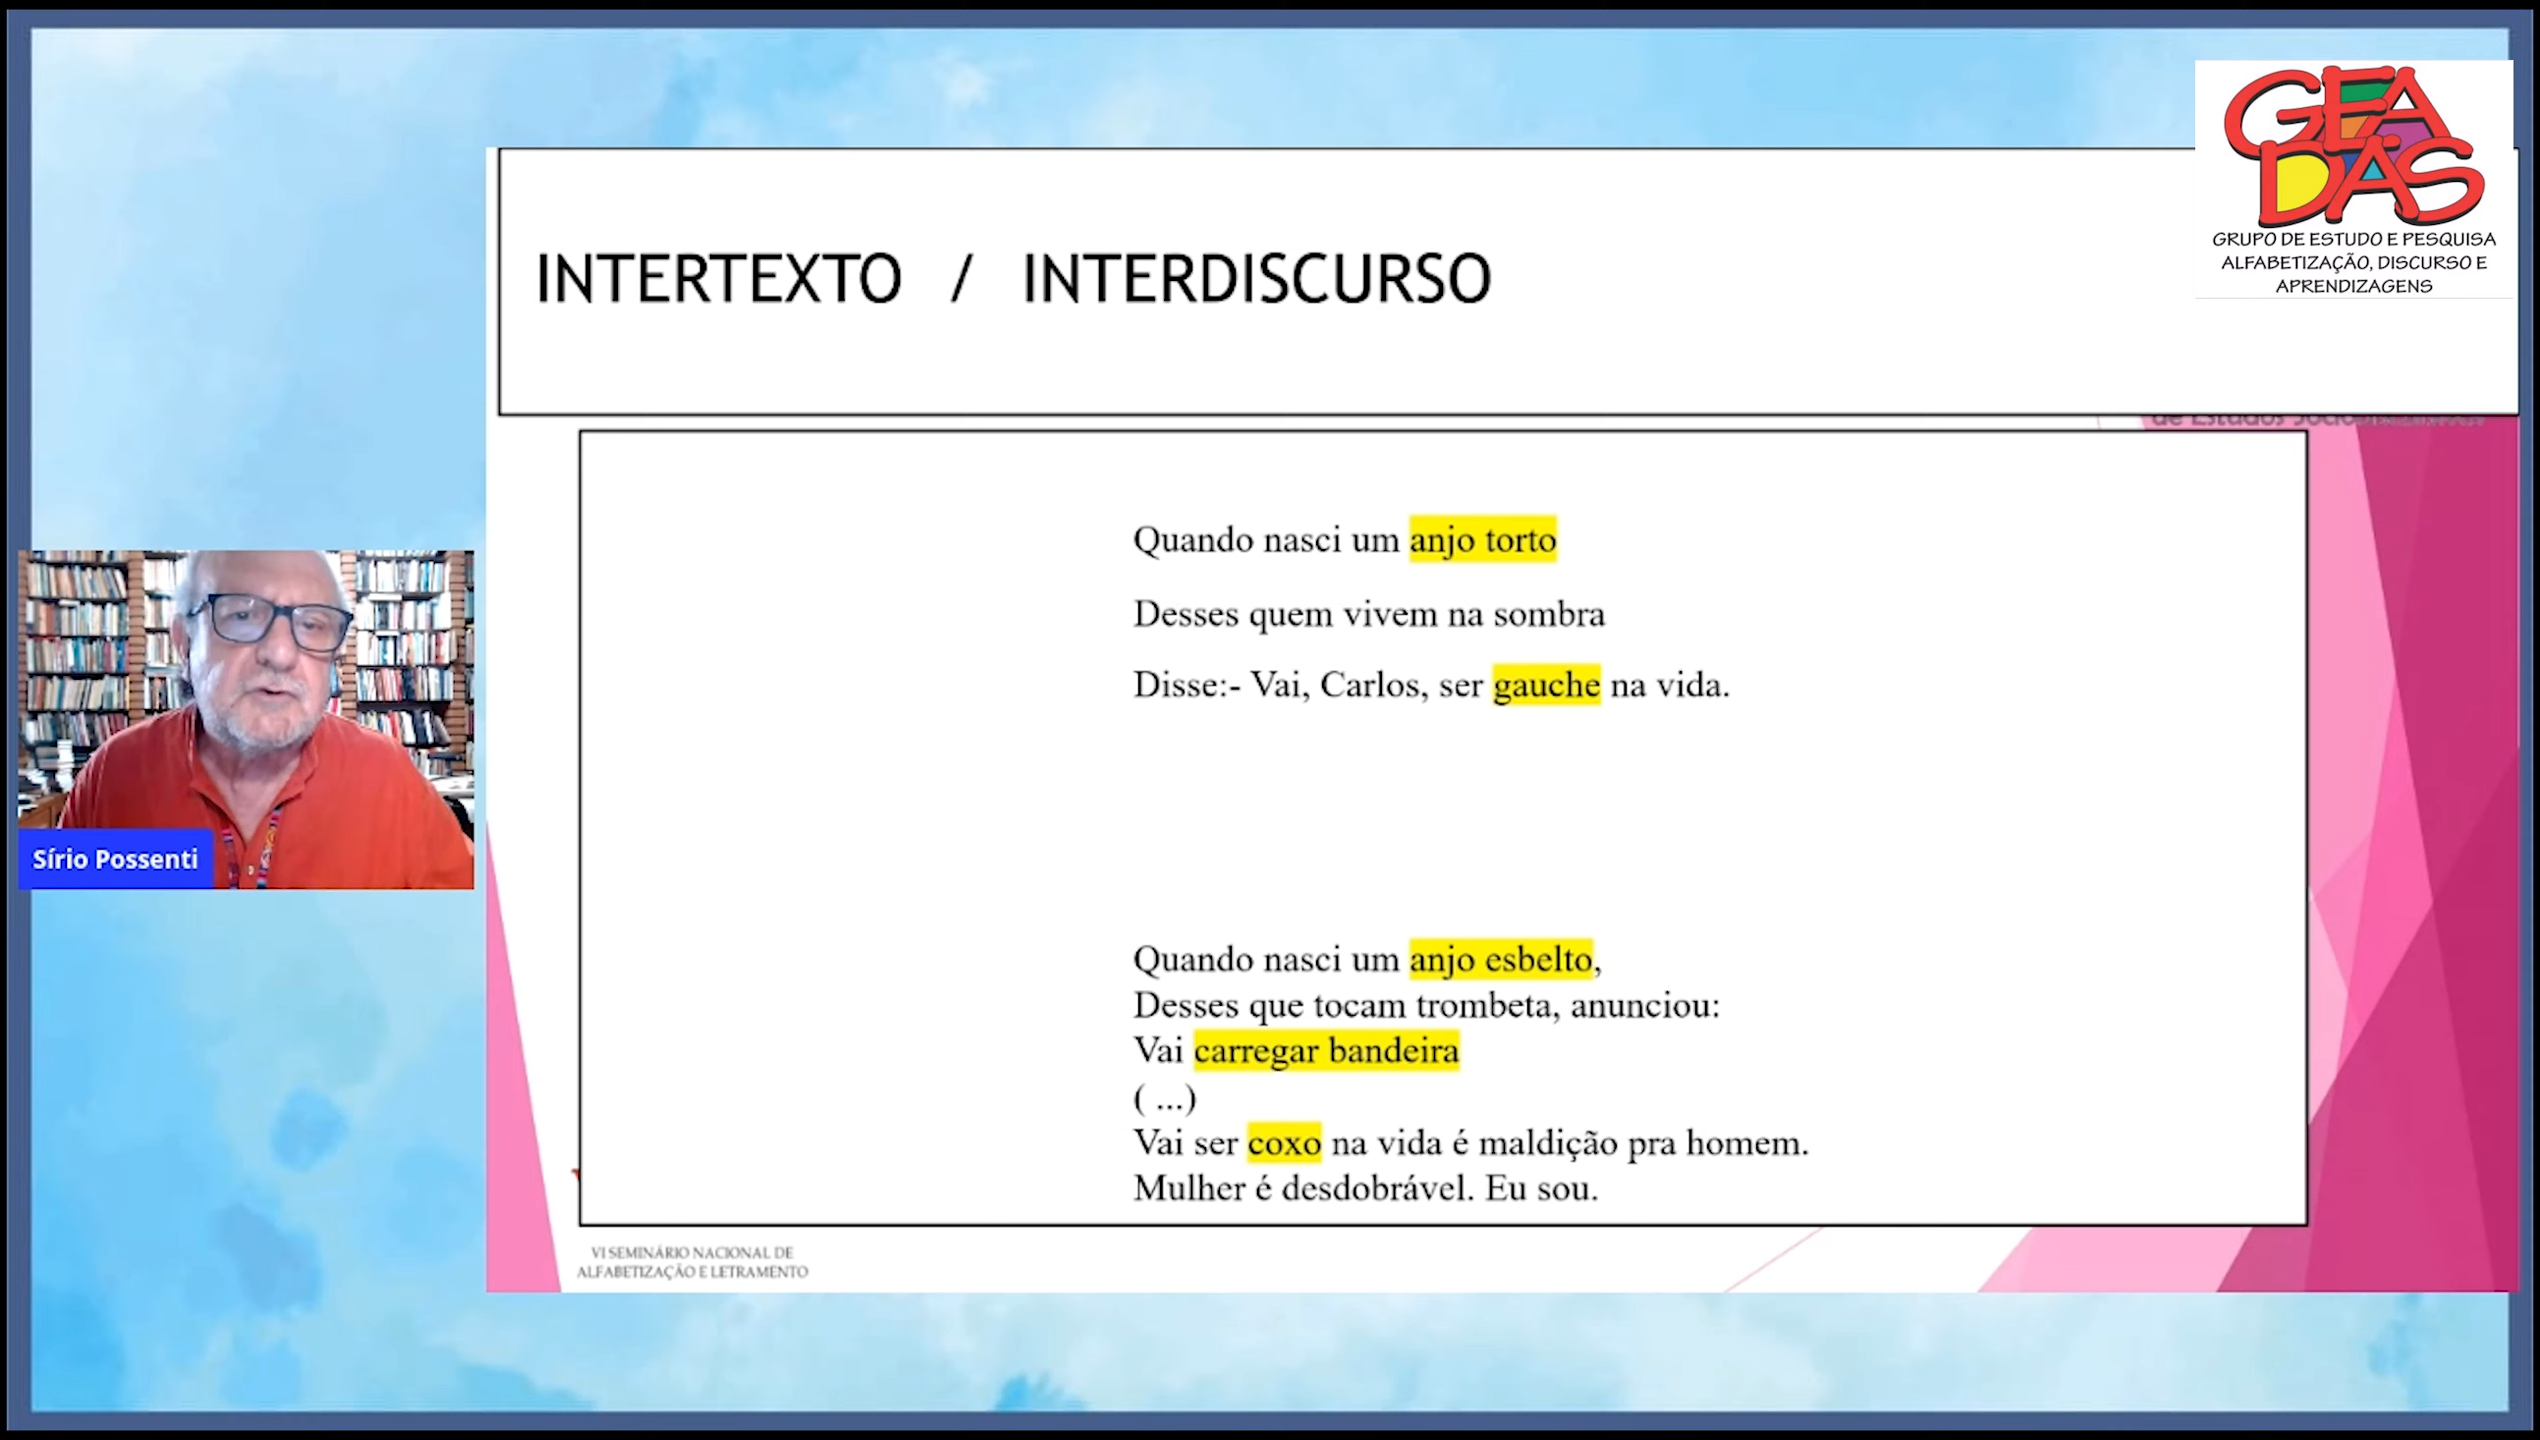 GEADAS
GRUPO DE ESTUDO E PESQUISA
ALFABETIZAÇÃO, DISCURSO E
APRENDIZAGENS
INTERTEXTO / INTERDISCURSO
de Estudos
Quando nasci um anjo torto
Desses quem vivem na sombra
Disse:- Vai, Carlos, ser gauche na vida.
Quando nasci um anjo esbelto,
Desses que tocam trombeta, anunciou:
Vai carregar bandeira
( ...)
Vai ser coxo na vida é maldição pra homem.
Mulher é desdobrável. Eu sou.
Sírio Possenti
VI SEMINÁRIO NACIONAL DE
ALFABETIZAÇÃO E LETRAMENTO